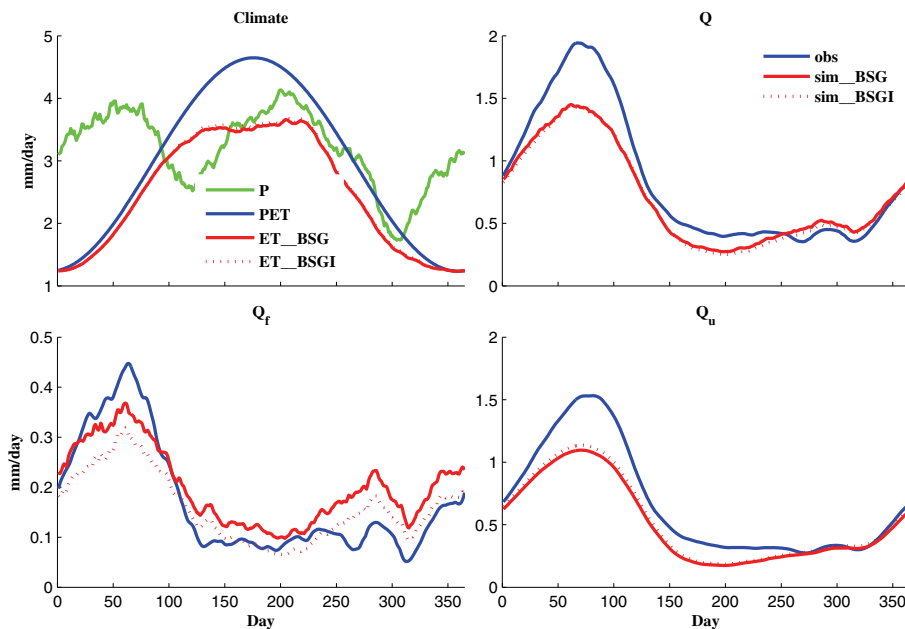 Climate
5
4
3
2
1
mm/day
P
PET
ET__BSG
ET__BSGI
Q
2
1.5
1
0.5
0
obs
sim__BSG
sim__BSGI
Qf
0.5
0.4
0.3
0.2
0.1
0
mm/day
0 50 100 150 200 250 300 350
Day
Qu
2
1.5
1
0.5
0
0 50 100 150 200 250 300 350
Day